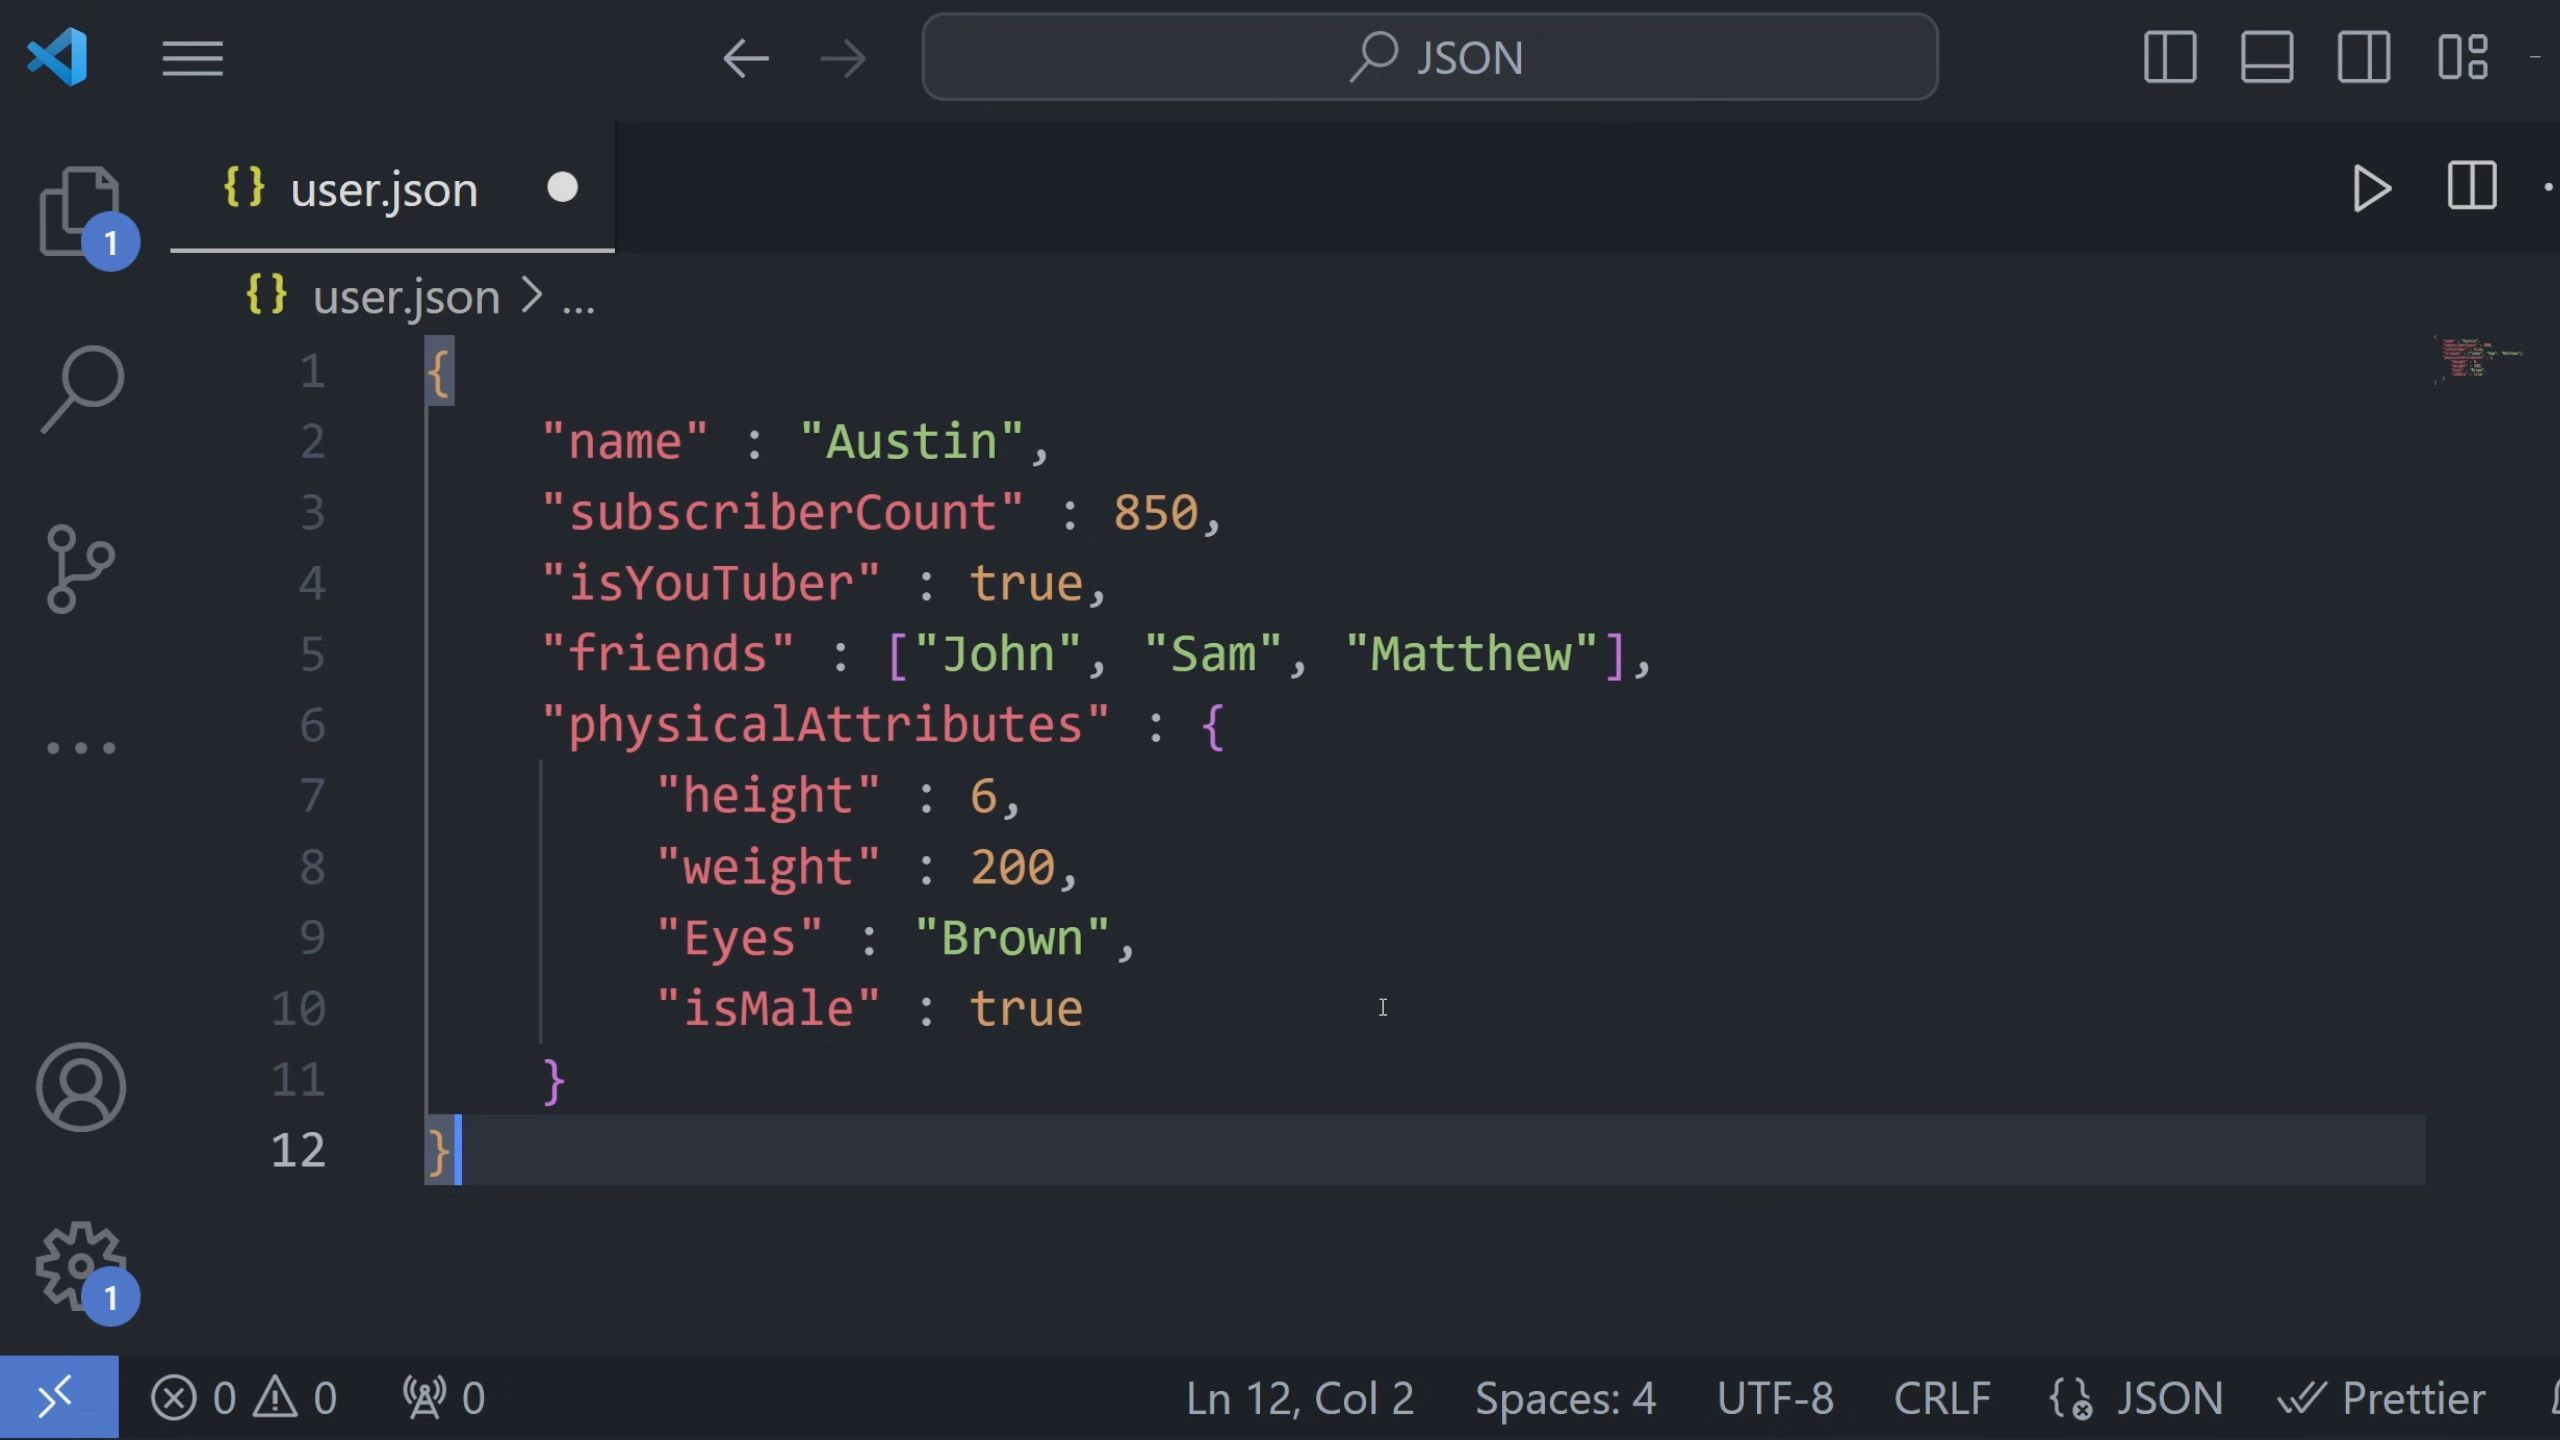 JSON
{} user.json
1
{} user.json > ...
1 {
2 "name" : "Austin",
3 "subscriberCount" : 850,
4 "isYouTuber" : true,
5 "friends" : ["John", "Sam", "Matthew"],
6 "physicalAttributes" : {
7 "height" : 6,
8 "weight" : 200,
9 "Eyes" : "Brown",
10 "isMale" : true
11 }
12 }
1
0 0 0 Ln 12, Col 2 Spaces: 4 UTF-8 CRLF {} JSON Prettier